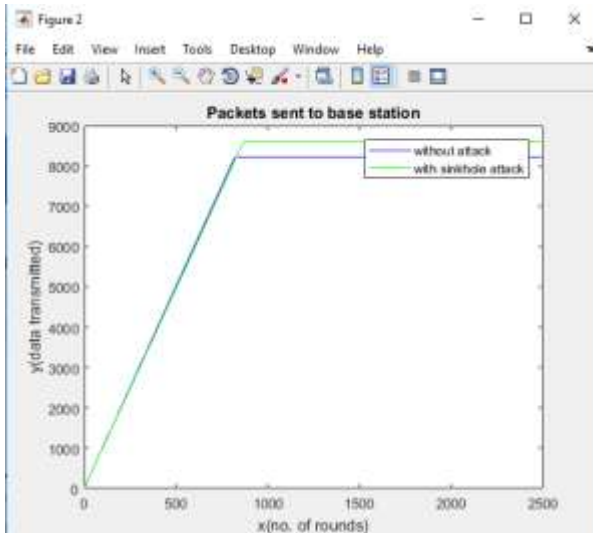 Figure 2
File Edit View Insert Tools Desktop Window Help
Packets sent to base station
9000
8000
7000
6000
5000
4000
3000
2000
1000
0
y(data transmitted)
without attack
with sinkhole attack
0 500 1000 1500 2000 2500
x(no. of rounds)